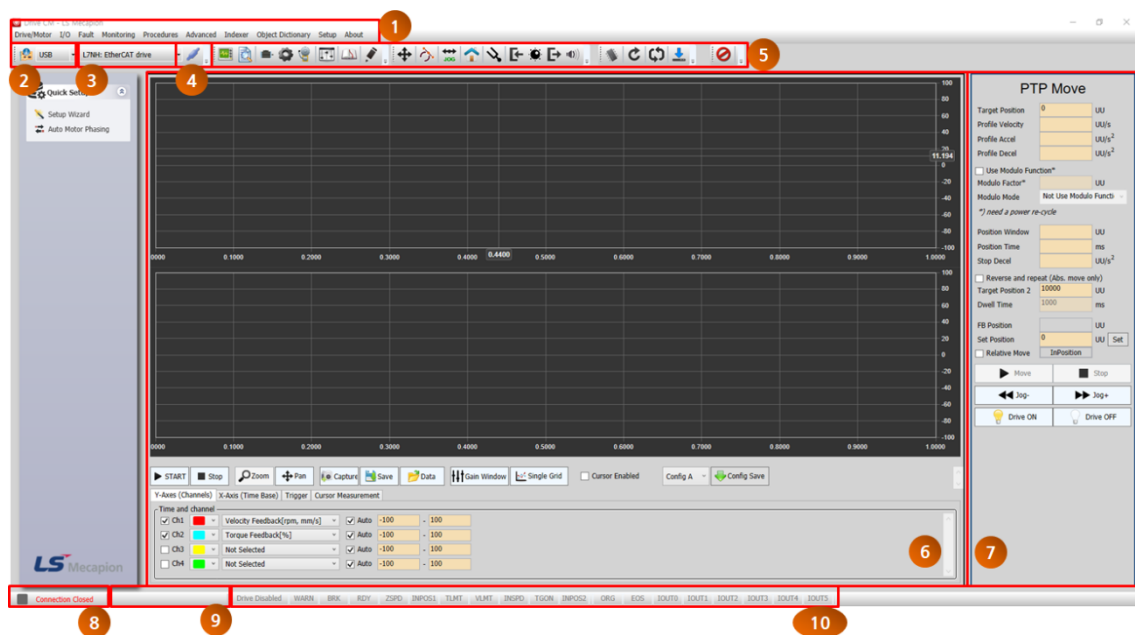 Drive CM - LS Mecapion
Drive/Motor I/O Fault Monitoring Procedures Advanced Indexer Object Dictionary Setup About
1
USB
L7NH: EtherCAT drive
2
3
4
5
Quick Setup
Setup Wizard
Auto Motor Phasing
100
80
60
40
20
11.194
0
-20
-40
-60
-80
-100
0000 0.1000 0.2000 0.3000 0.4000 0.4400 0.5000 0.6000 0.7000 0.8000 0.9000 1.0000
100
80
60
40
20
0
-20
-40
-60
-80
-100
0000 0.1000 0.2000 0.3000 0.4000 0.5000 0.6000 0.7000 0.8000 0.9000 1.0000
START Stop Zoom Pan Capture Save Data Gain Window Single Grid Cursor Enabled Config A Config Save
Y-Axes (Channels) X-Axis (Time Base) Trigger Cursor Measurement
Time and channel
Ch1 Velocity Feedback[rpm, mm/s] Auto -100 - 100
Ch2 Torque Feedback[%] Auto -100 - 100
Ch3 Not Selected Auto -100 - 100
Ch4 Not Selected Auto -100 - 100
6
PTP Move
Target Position 0 UU
Profile Velocity UU/s
Profile Accel UU/s2
Profile Decel UU/s2
Use Modulo Function*
Modulo Factor* UU
Modulo Mode Not Use Modulo Functi
*) need a power re-cycle
Position Window UU
Position Time ms
Stop Decel UU/s2
Reverse and repeat (Abs. move only)
Target Position 2 10000 UU
Dwell Time 1000 ms
FB Position UU
Set Position 0 UU Set
Relative Move InPosition
Move Stop
Jog- Jog+
Drive ON Drive OFF
7
LS Mecapion
Connection Closed
Drive Disabled WARN BRK RDY ZSPD INPOS1 TLMT VLMT INSPD TGON INPOS2 ORG EOS IOUT0 IOUT1 IOUT2 IOUT3 IOUT4 IOUT5
8
9
10